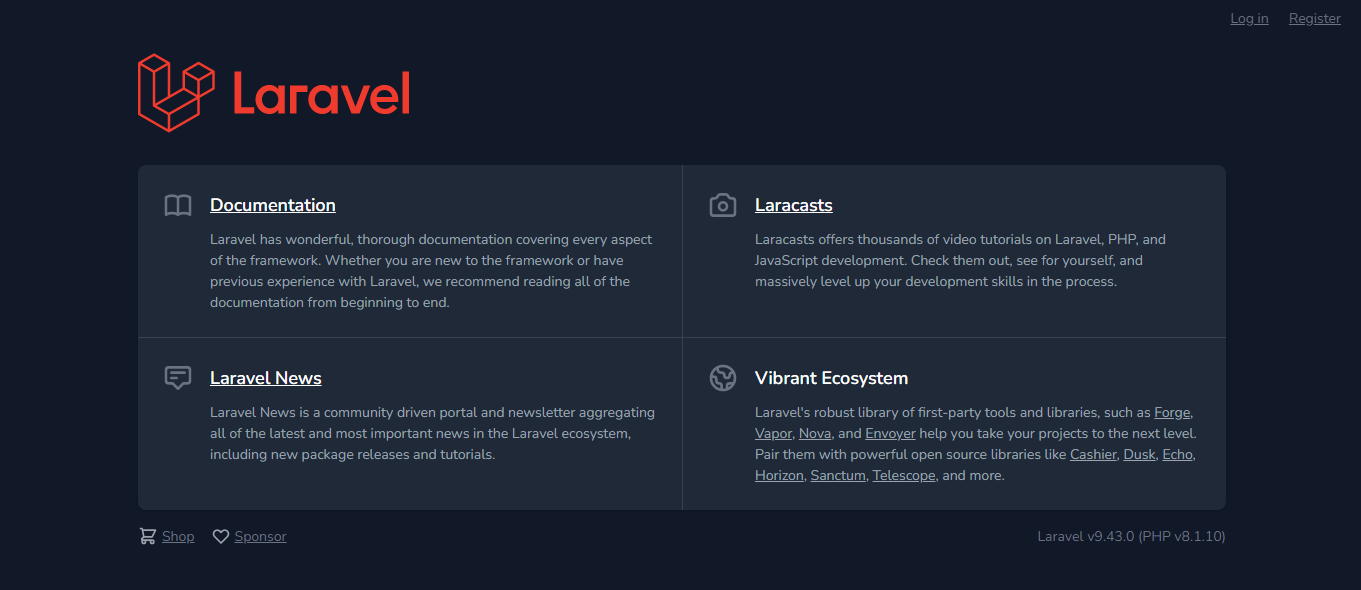 Log in Register
Laravel
Documentation
Laravel has wonderful, thorough documentation covering every aspect
of the framework. Whether you are new to the framework or have
previous experience with Laravel, we recommend reading all of the
documentation from beginning to end.
Laracasts
Laracasts offers thousands of video tutorials on Laravel, PHP, and
JavaScript development. Check them out, see for yourself, and
massively level up your development skills in the process.
Laravel News
Laravel News is a community driven portal and newsletter aggregating
all of the latest and most important news in the Laravel ecosystem,
including new package releases and tutorials.
Vibrant Ecosystem
Laravel's robust library of first-party tools and libraries, such as Forge,
Vapor, Nova, and Envoyer help you take your projects to the next level.
Pair them with powerful open source libraries like Cashier, Dusk, Echo,
Horizon, Sanctum, Telescope, and more.
Shop Sponsor
Laravel v9.43.0 (PHP v8.1.10)